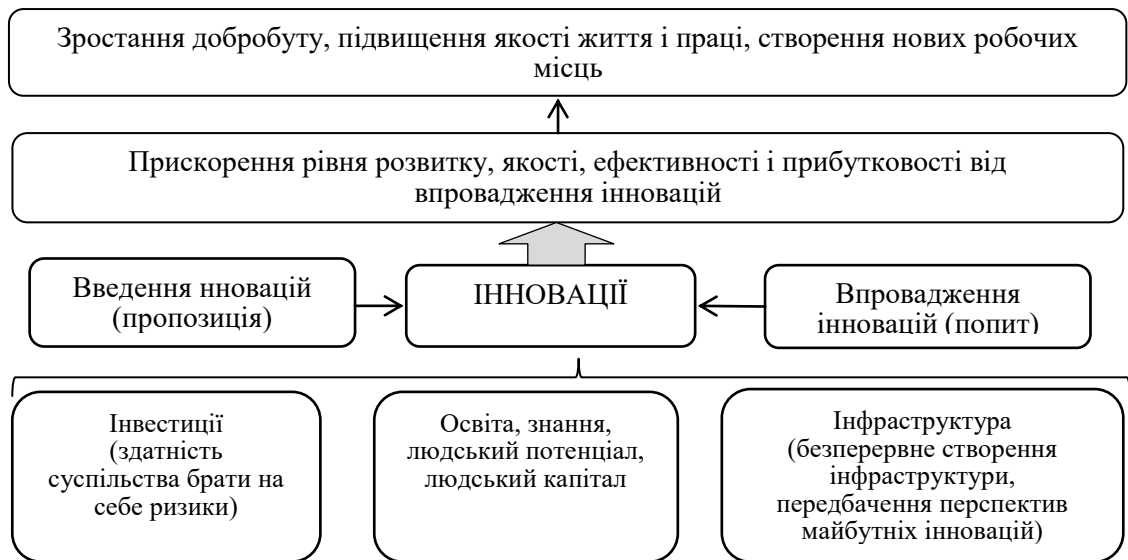 Зростання добробуту, підвищення якості життя і праці, створення нових робочих
місць
Прискорення рівня розвитку, якості, ефективності і прибутковості від
впровадження інновацій
Введення нновацій
(пропозиція)
ІННОВАЦІЇ
Впровадження
інновацій (попит)
Інвестиції
(здатність
суспільства брати на
себе ризики)
Освіта, знання,
людський потенціал,
людський капітал
Інфраструктура
(безперервне створення
інфраструктури,
передбачення перспектив
майбутніх інновацій)